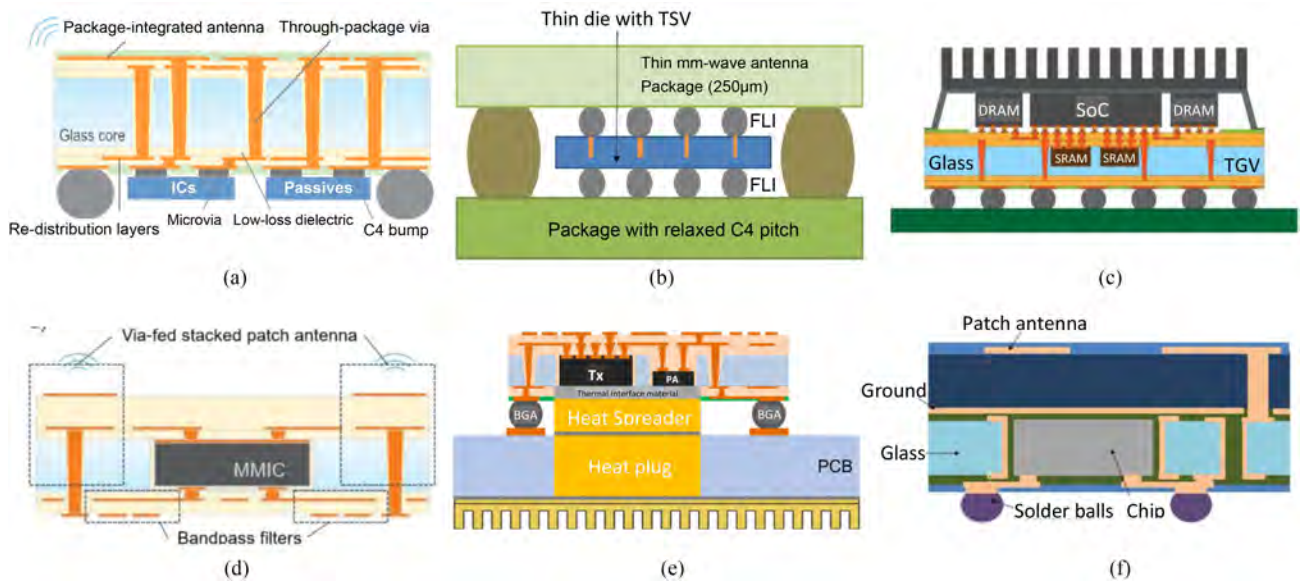 Package-integrated antenna
Through-package via
Glass core
ICs
Passives
Microvia
Low-loss dielectric
Re-distribution layers
C4 bump
(a)
Thin die with TSV
Thin mm-wave antenna
Package (250µm)
FLI
FLI
Package with relaxed C4 pitch
(b)
DRAM
SoC
DRAM
Glass
SRAM
SRAM
TGV
(c)
Via-fed stacked patch antenna
MMIC
Bandpass filters
(d)
Tx
PA
Thermal interface material
BGA
Heat Spreader
BGA
Heat plug
PCB
(e)
Patch antenna
Ground
Glass
Solder balls
Chip
(f)